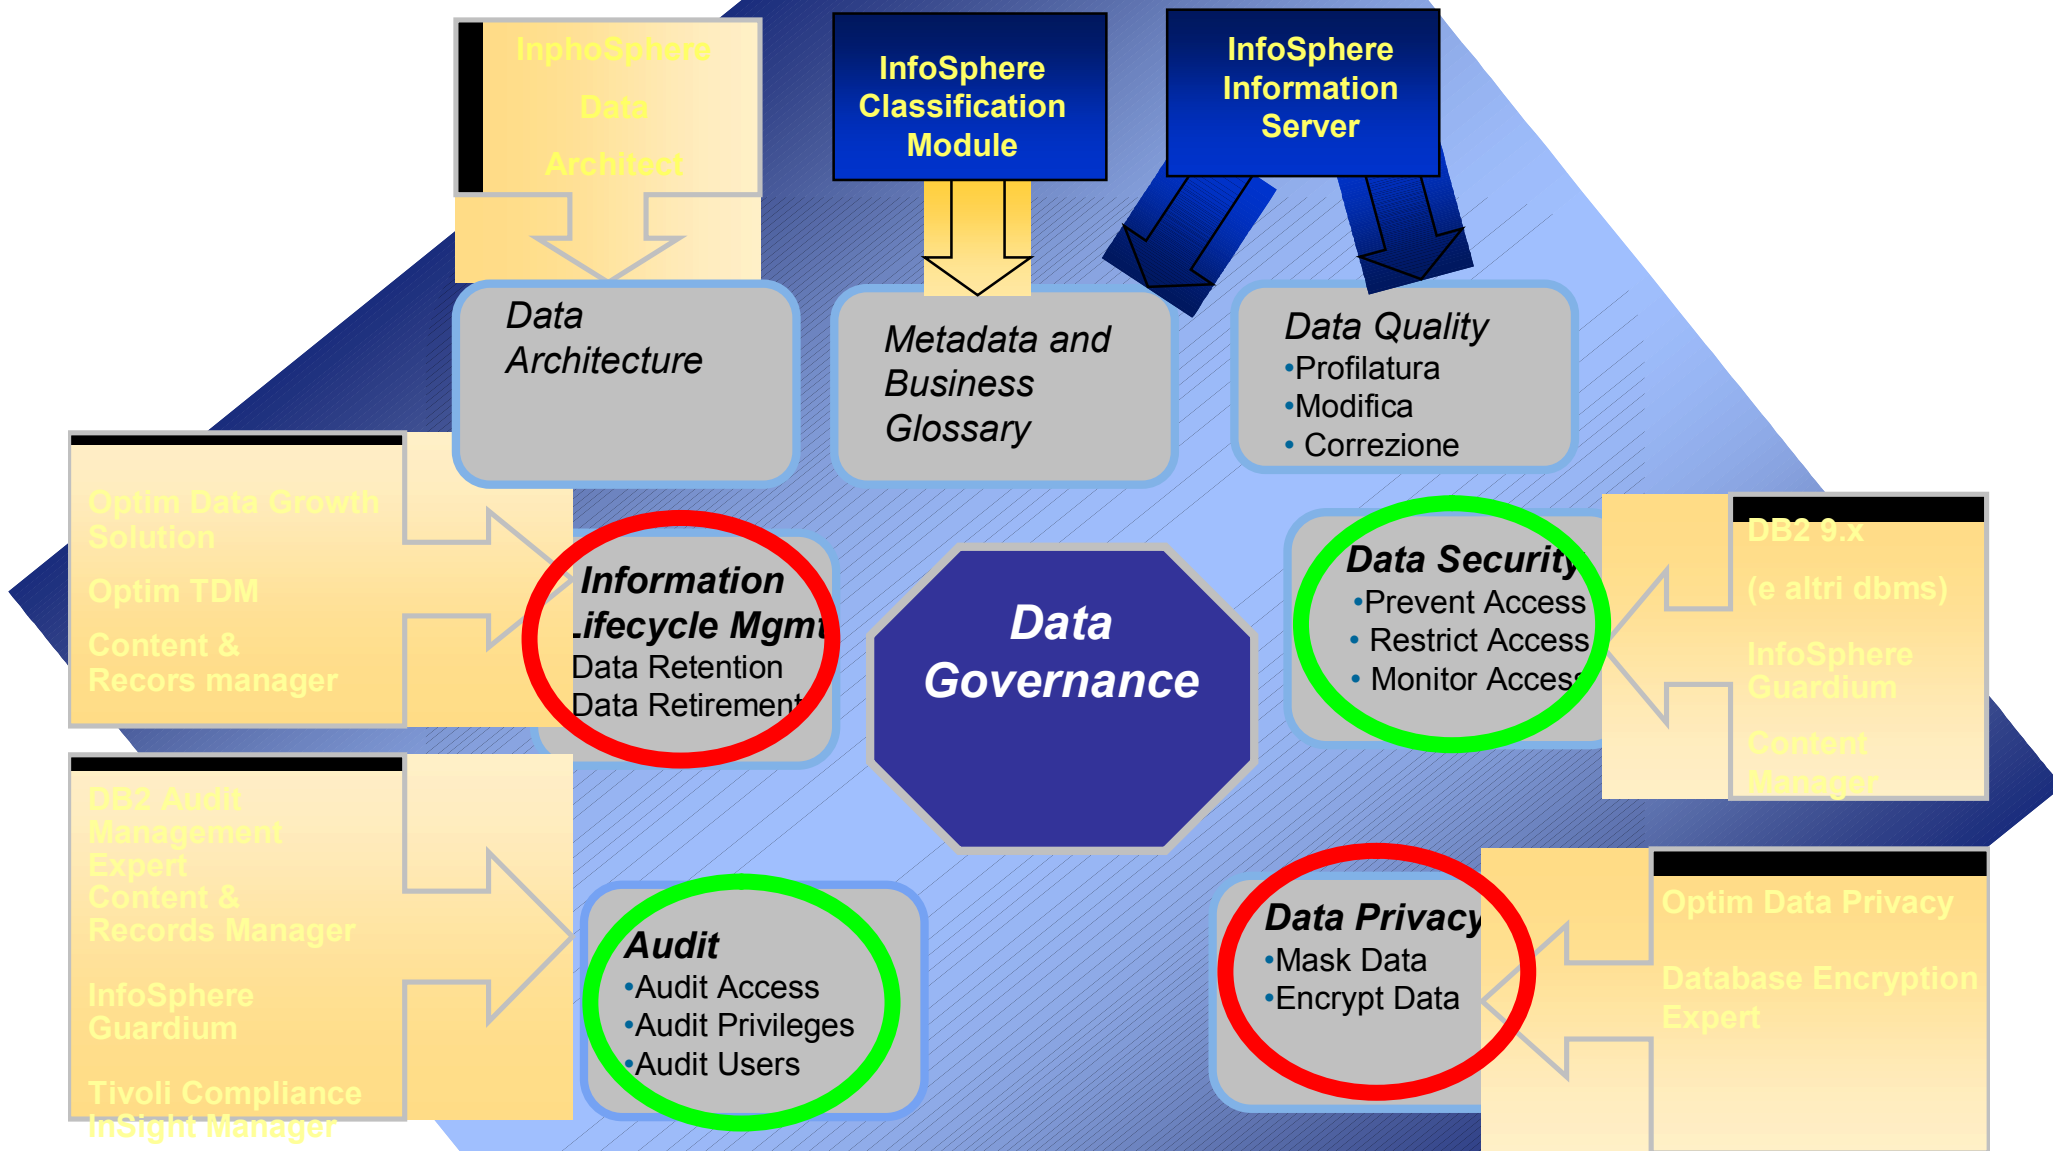 InphoSphere
Data
Architect
InfoSphere
Classification
Module
InfoSphere
Information
Server
Data
Architecture
Metadata and
Business
Glossary
Data Quality
•Profilatura
•Modifica
• Correzione
Optim Data Growth
Solution
Optim TDM
Content &
Recors manager
Information
Lifecycle Mgmt
Data Retention
Data Retirement
Data
Governance
Data Security
•Prevent Access
• Restrict Access
• Monitor Access
DB2 9.x
(e altri dbms)
InfoSphere
Guardium
Content
Manager
DB2 Audit
Management
Expert
Content &
Records Manager
InfoSphere
Guardium
Tivoli Compliance
InSight Manager
Audit
•Audit Access
•Audit Privileges
•Audit Users
Data Privacy
•Mask Data
•Encrypt Data
Optim Data Privacy
Database Encryption
Expert